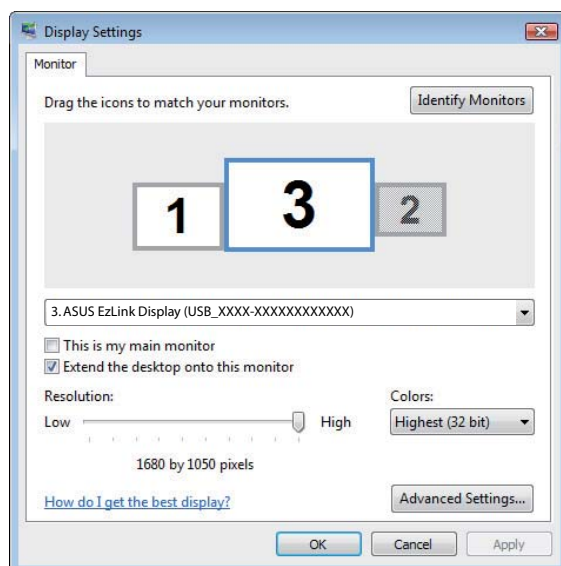 Display Settings
Monitor
Drag the icons to match your monitors.
Identify Monitors
1
3
2
3. ASUS EzLink Display (USB_XXXX-XXXXXXXXXXXX)
This is my main monitor
Extend the desktop onto this monitor
Resolution:
Colors:
Low
High
Highest (32 bit)
1680 by 1050 pixels
How do I get the best display?
Advanced Settings...
OK
Cancel
Apply